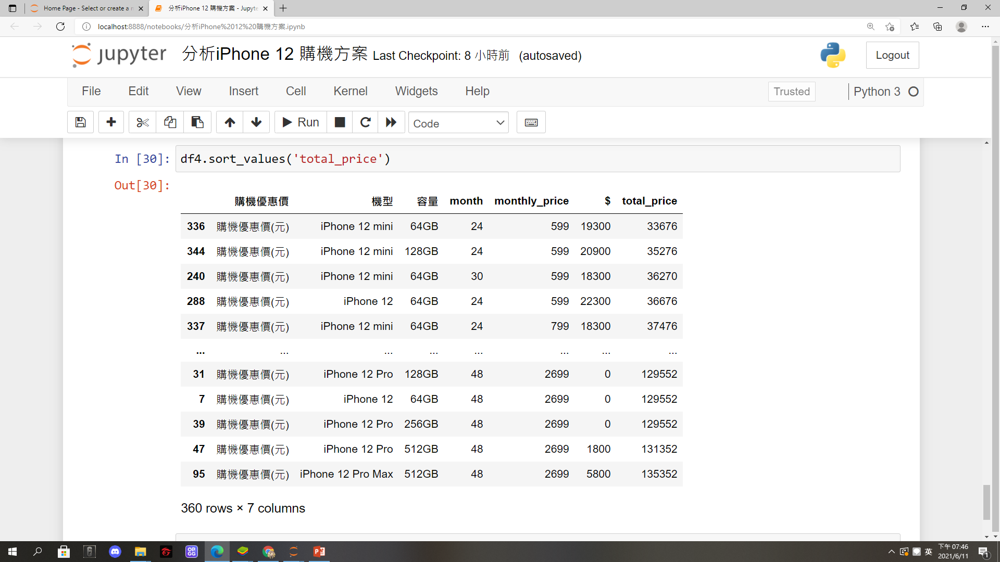 Home Page - Select or create a n
分析iPhone 12 購機方案 - Jupyte
localhost:8888/notebooks/分析iPhone%2012%20購機方案.ipynb
jupyter 分析iPhone 12 購機方案 Last Checkpoint: 8 小時前 (autosaved)
Logout
File Edit View Insert Cell Kernel Widgets Help Trusted Python 3
Run Code
In [30]: df4.sort_values('total_price')
Out[30]:
購機優惠價 機型 容量 month monthly_price $ total_price
336 購機優惠價(元) iPhone 12 mini 64GB 24 599 19300 33676
344 購機優惠價(元) iPhone 12 mini 128GB 24 599 20900 35276
240 購機優惠價(元) iPhone 12 mini 64GB 30 599 18300 36270
288 購機優惠價(元) iPhone 12 64GB 24 599 22300 36676
337 購機優惠價(元) iPhone 12 mini 64GB 24 799 18300 37476
... ... ... ... ... ... ... ...
31 購機優惠價(元) iPhone 12 Pro 128GB 48 2699 0 129552
7 購機優惠價(元) iPhone 12 64GB 48 2699 0 129552
39 購機優惠價(元) iPhone 12 Pro 256GB 48 2699 0 129552
47 購機優惠價(元) iPhone 12 Pro 512GB 48 2699 1800 131352
95 購機優惠價(元) iPhone 12 Pro Max 512GB 48 2699 5800 135352
360 rows × 7 columns
OP.GG
英
下午 07:46
2021/6/11
1